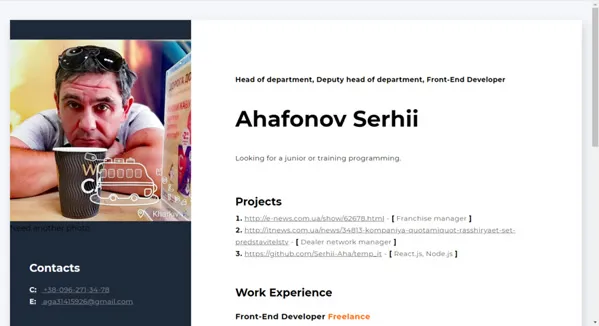 Head of department, Deputy head of department, Front-End Developer
Ahafonov Serhii
Looking for a junior or training programming.
Projects
1. http://e-news.com.ua/show/62678.html - [ Franchise manager ]
2. http://itnews.com.ua/news/34813-kompaniya-quotamiquot-rasshiryaet-set-
predstavitelstv - [ Dealer network manager ]
3. https://github.com/Serhii-Aha/temp_it - [ React.js, Node.js ]
Work Experience
Front-End Developer Freelance
Kharkiv
Need another photo
Contacts
C: +38-096-271-34-78
E: aga31415926@gmail.com